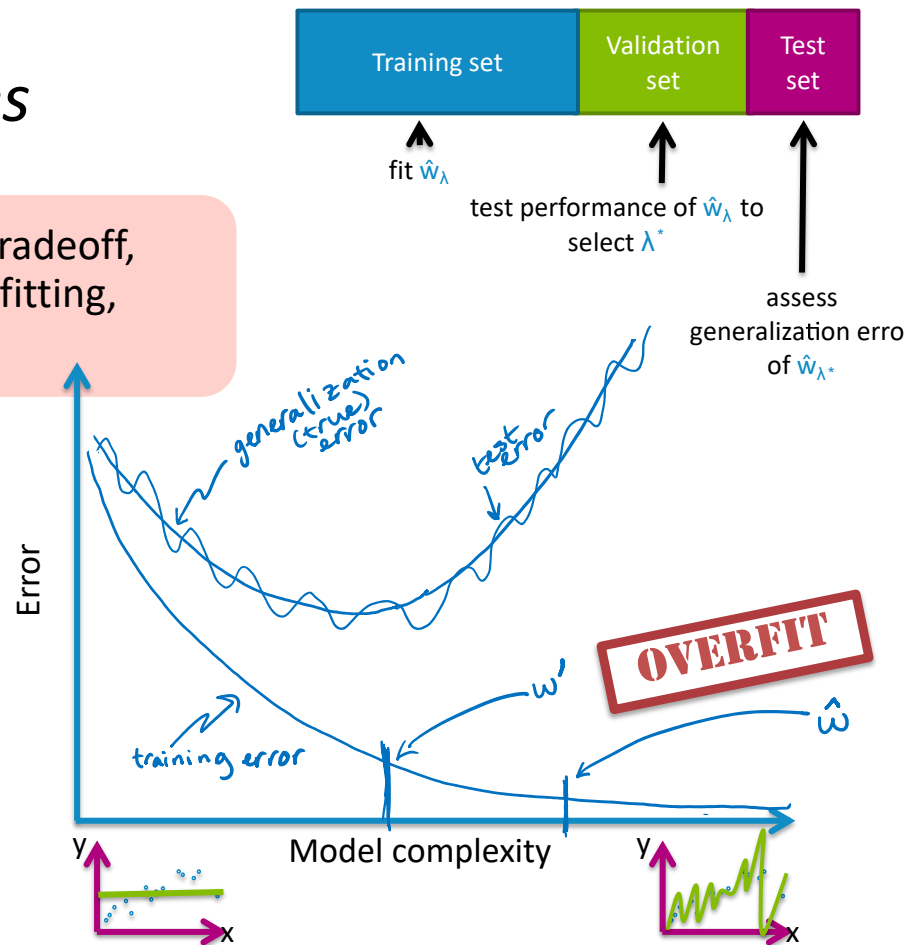 s
Training set
Validation
set
Test
set
fit ŵλ
test performance of ŵλ to
select λ*
assess
generalization erro
of ŵλ*
radeoff,
fitting,
generalization
(true)
error
test
error
Error
OVERFIT
w'
ŵ
training error
Model complexity
y
x
y
x